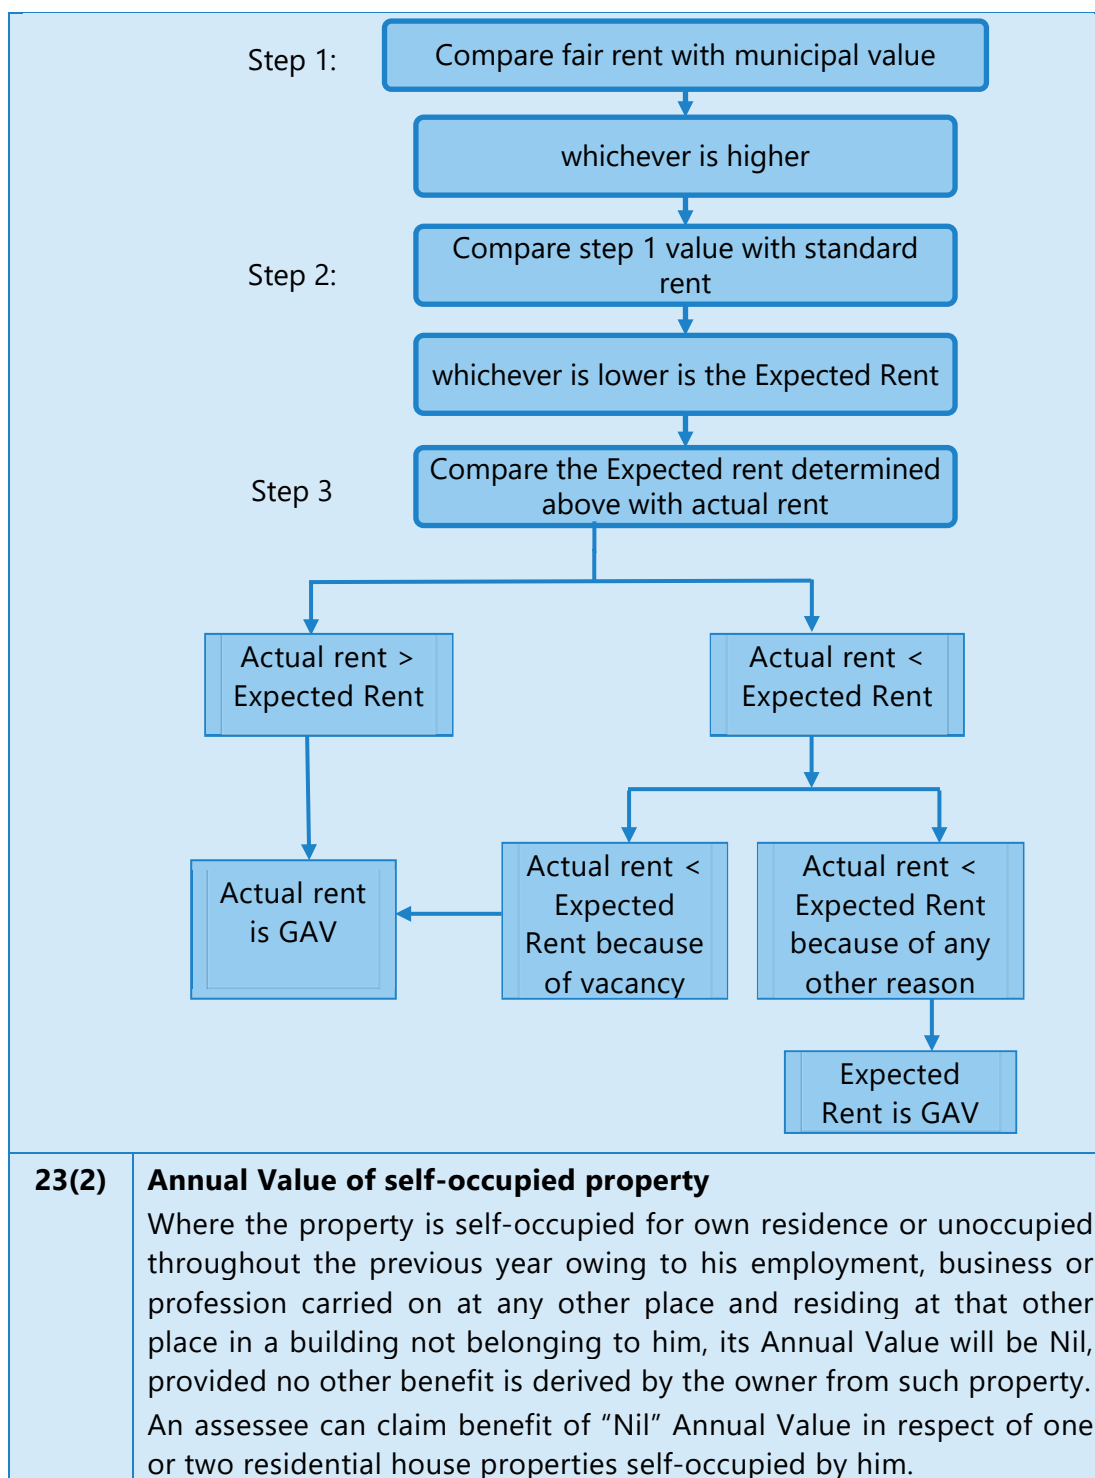 Step 1:
Compare fair rent with municipal value
whichever is higher
Step 2:
Compare step 1 value with standard
rent
whichever is lower is the Expected Rent
Step 3
Compare the Expected rent determined
above with actual rent
Actual rent >
Expected Rent
Actual rent <
Expected Rent
Actual rent
is GAV
Actual rent <
Expected
Rent because
of vacancy
Actual rent <
Expected Rent
because of any
other reason
Expected
Rent is GAV
23(2)
Annual Value of self-occupied property
Where the property is self-occupied for own residence or unoccupied
throughout the previous year owing to his employment, business or
profession carried on at any other place and residing at that other
place in a building not belonging to him, its Annual Value will be Nil,
provided no other benefit is derived by the owner from such property.
An assessee can claim benefit of “Nil” Annual Value in respect of one
or two residential house properties self-occupied by him.